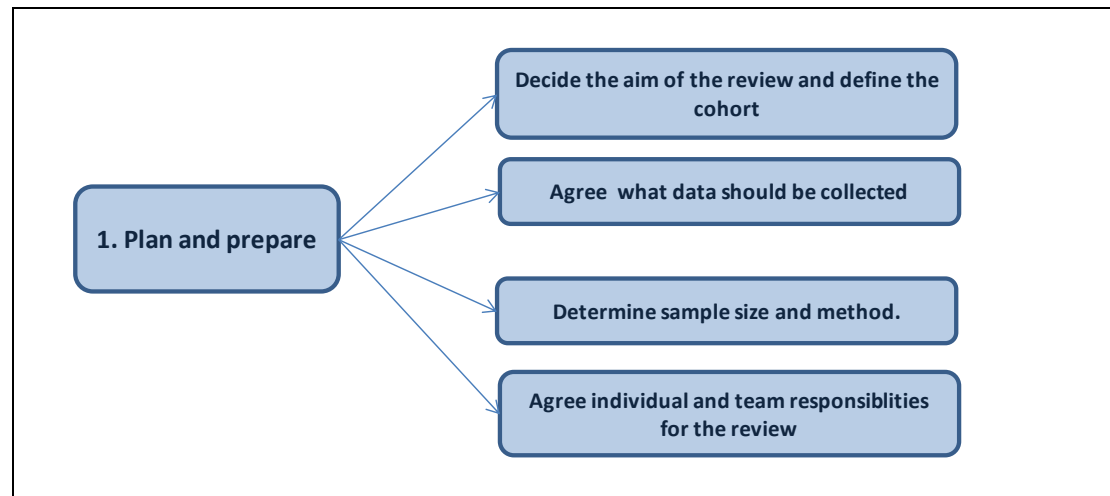 Decide the aim of the review and define the
cohort
Agree what data should be collected
1. Plan and prepare
Determine sample size and method.
Agree individual and team responsiblities
for the review